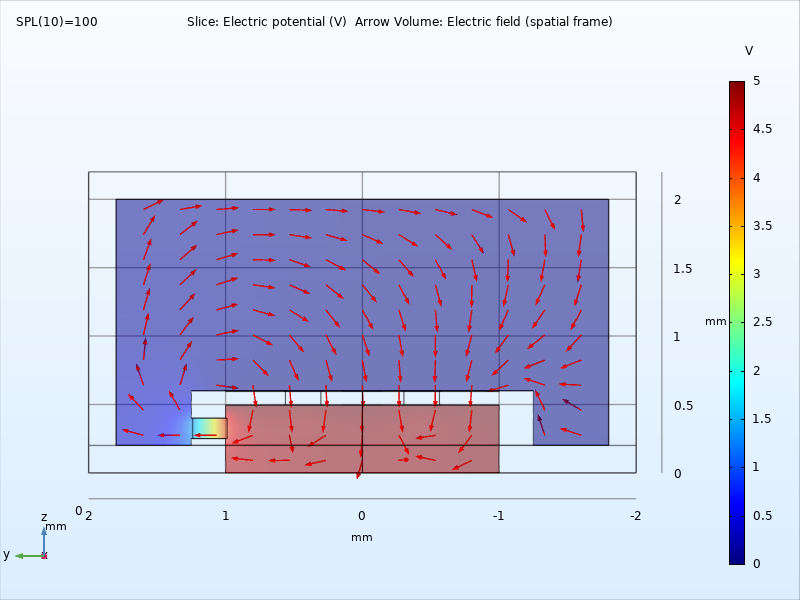 SPL(10)=100
Slice: Electric potential (V)  Arrow Volume: Electric field (spatial frame)
V
5
4.5
4
3.5
3
2.5
2
1.5
1
0.5
0
2
1.5
1
0.5
0
mm
0
2
1
0
-1
-2
mm
z
mm
y
x